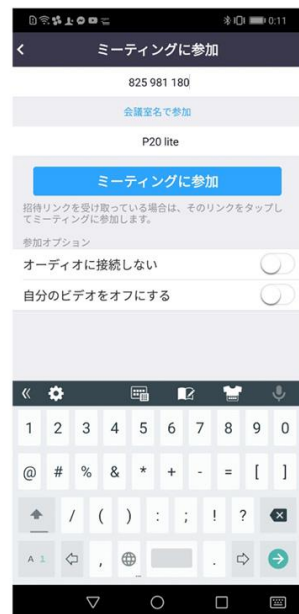 0:11
ミーティングに参加
825 981 180
会議室名で参加
P20 lite
ミーティングに参加
招待リンクを受け取っている場合は、そのリンクをタップし
てミーティングに参加します。
参加オプション
オーディオに接続しない
自分のビデオをオフにする
1 2 3 4 5 6 7 8 9 0
@ # % & * + - = [ ]
/ ( ) : ; ! ?
A 1 , .